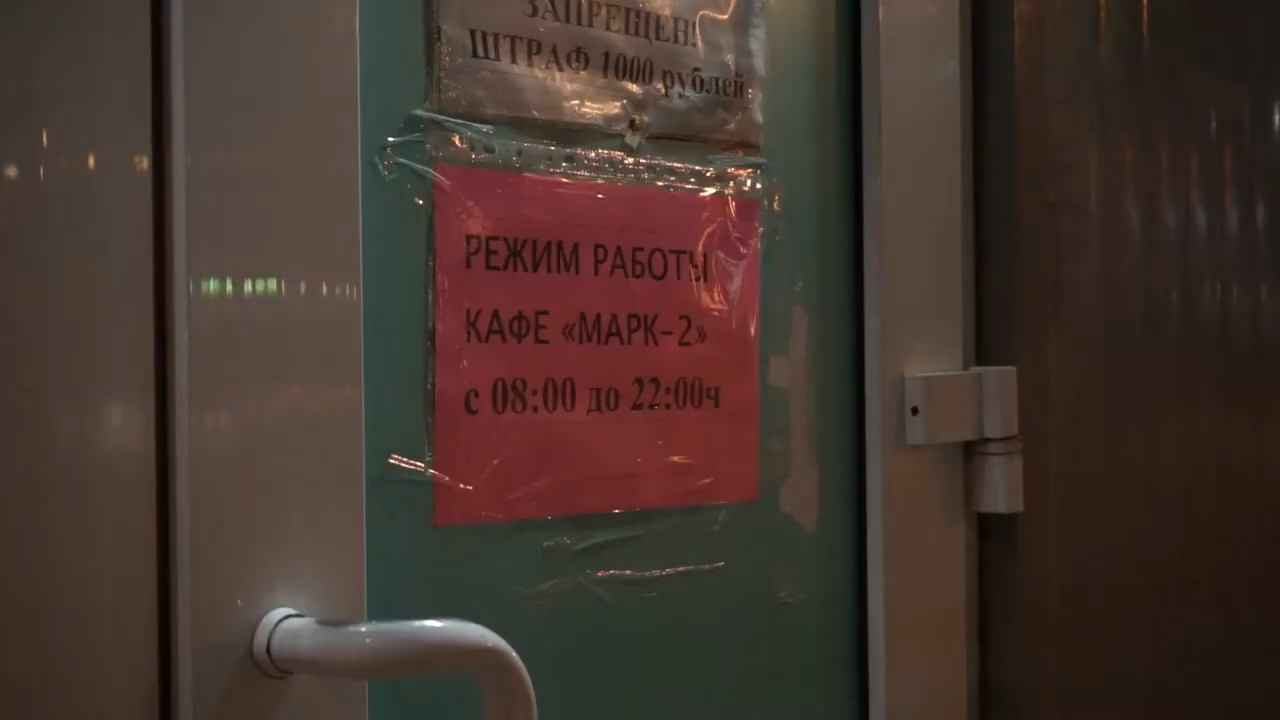 ЗАПРЕЩЕН!
ШТРАФ 1000 рублей
РЕЖИМ РАБОТЫ
КАФЕ «МАРК-2»
с 08:00 до 22:00ч